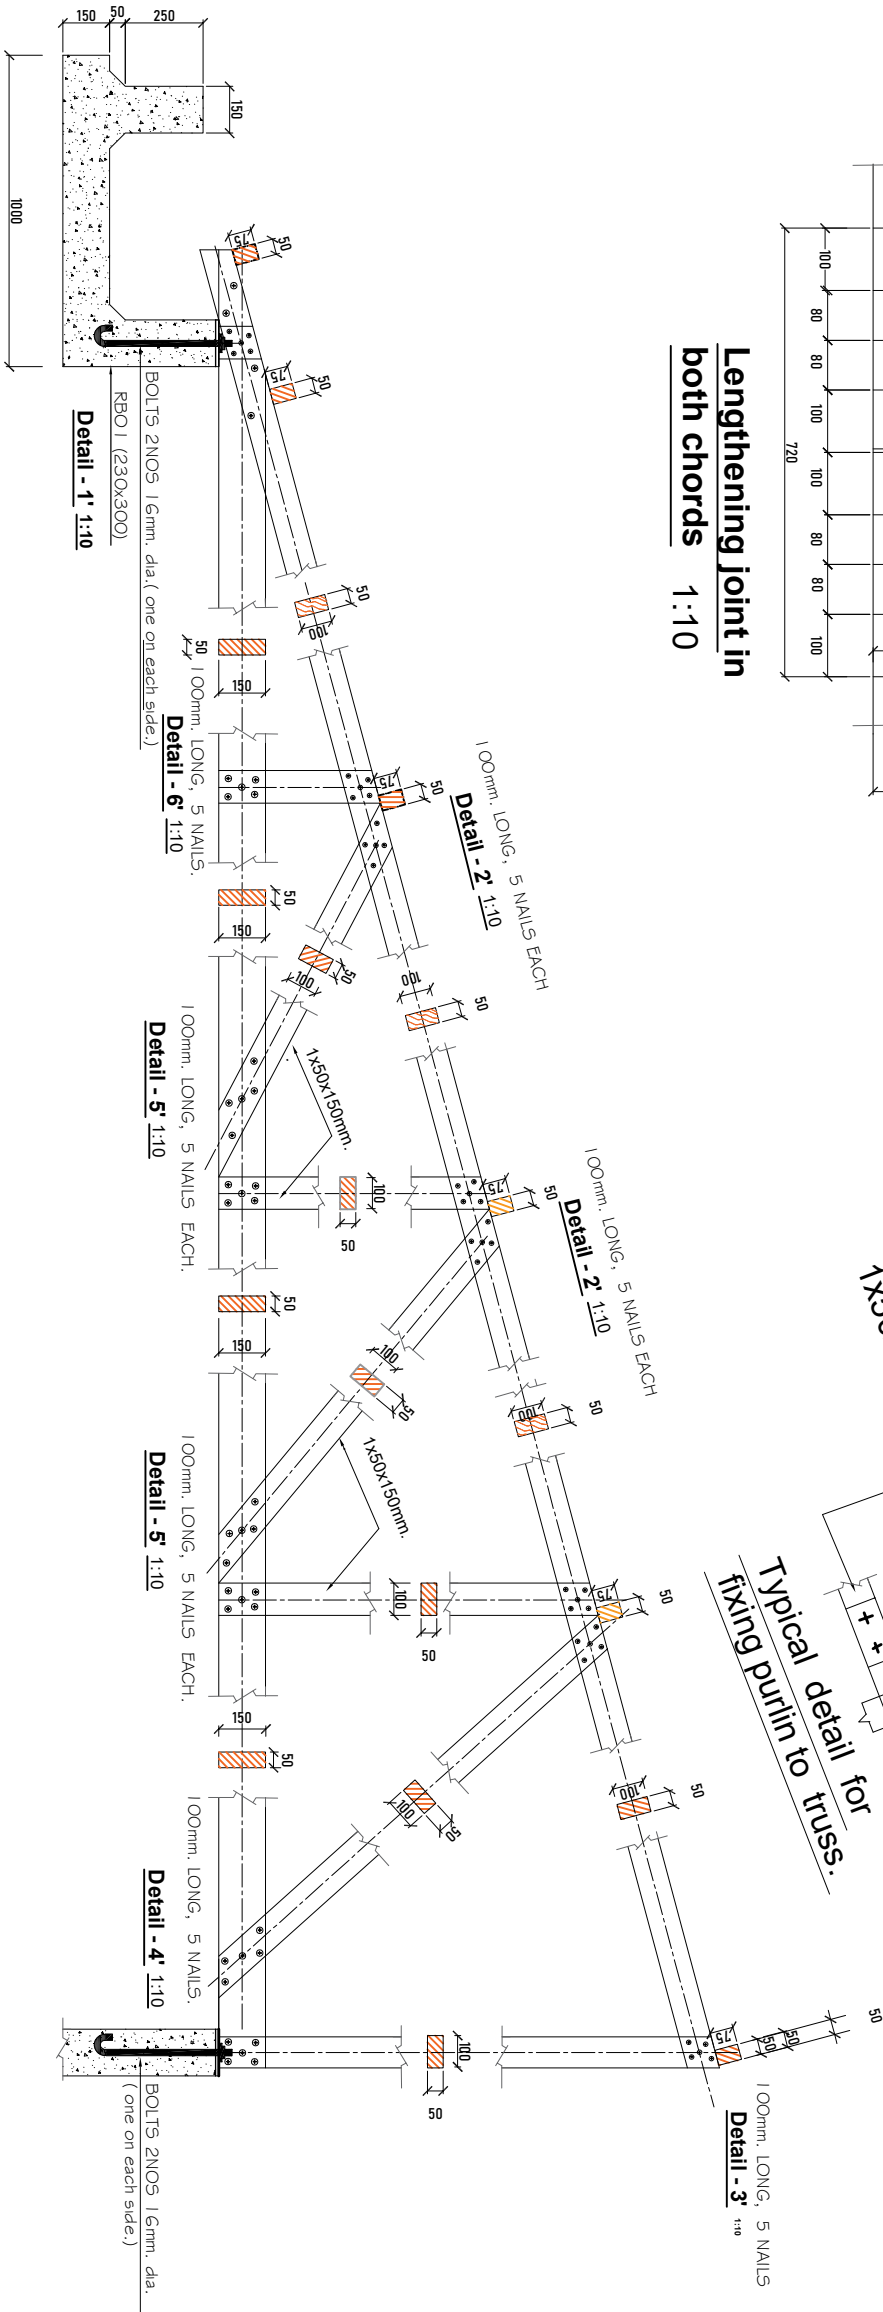 150
50
250
150
1000
BOLTS 2NOS 16mm. dia.( one on each side.)
RB01 (230x300)
Detail - 1' 1:10
75
50
75
50
50
100
50
150
100mm. LONG, 5 NAILS.
Detail - 6' 1:10
75
50
100mm. LONG, 5 NAILS EACH
Detail - 2' 1:10
50
150
100
50
100
50
1x50x150mm.
100mm. LONG, 5 NAILS EACH.
Detail - 5' 1:10
100
50
75
50
100mm. LONG, 5 NAILS EACH
Detail - 2' 1:10
50
150
100
50
100
50
1x50x150mm.
100mm. LONG, 5 NAILS EACH.
Detail - 5' 1:10
100
50
75
50
150
50
100
50
100
50
100mm. LONG, 5 NAILS.
Detail - 4' 1:10
100
50
75
50
50
50
100mm. LONG, 5 NAILS
Detail - 3' 1:10
BOLTS 2NOS 16mm. dia.
( one on each side.)
100
80
80
100
100
80
80
100
720
Lengthening joint in
both chords 1:10
Typical detail for
fixing purlin to truss.